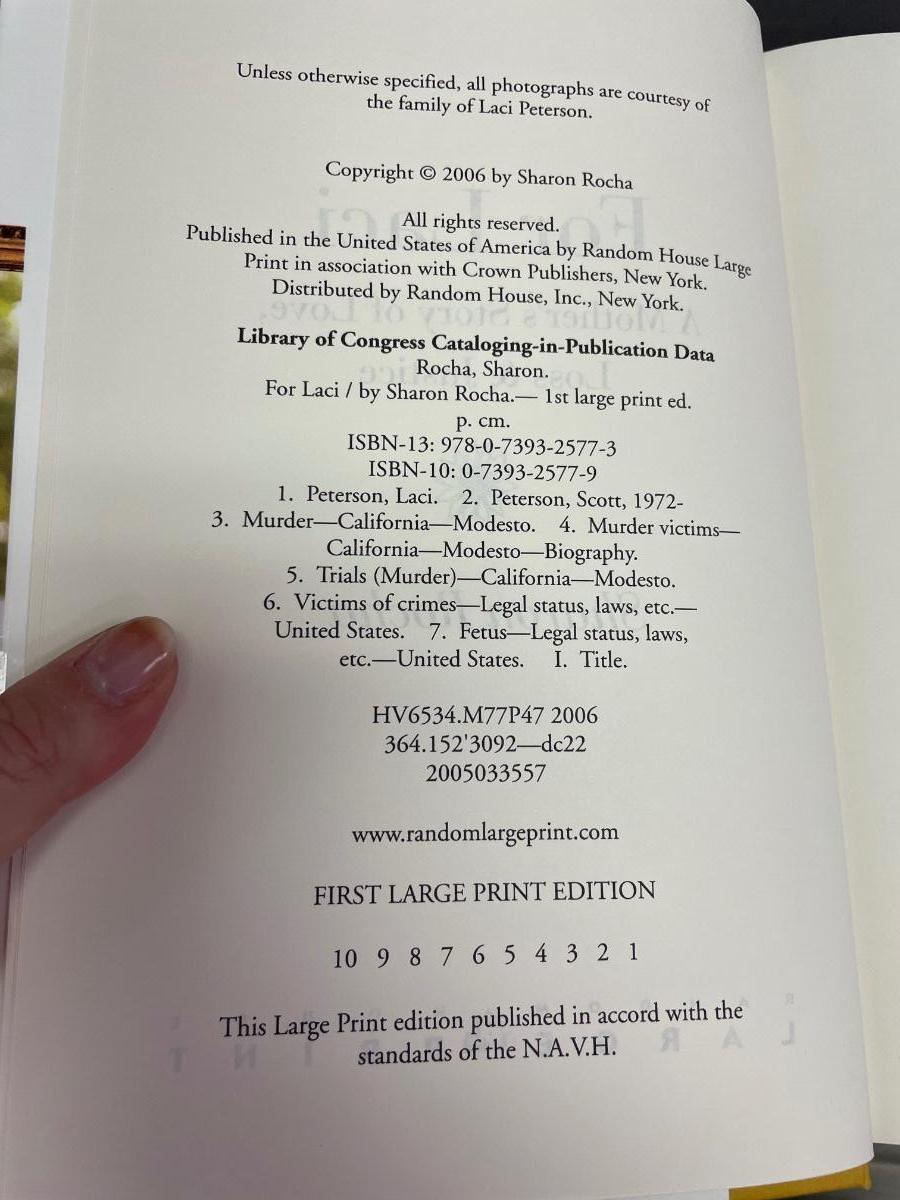 Unless otherwise specified, all photographs are courtesy of
the family of Laci Peterson.
Copyright © 2006 by Sharon Rocha
All rights reserved.
Published in the United States of America by Random House Large
Print in association with Crown Publishers, New York.
Distributed by Random House, Inc., New York.
Library of Congress Cataloging-in-Publication Data
Rocha, Sharon.
For Laci / by Sharon Rocha.— 1st large print ed.
p. cm.
ISBN-13: 978-0-7393-2577-3
ISBN-10: 0-7393-2577-9
1. Peterson, Laci. 2. Peterson, Scott, 1972-
3. Murder—California—Modesto. 4. Murder victims—
California—Modesto—Biography.
5. Trials (Murder)—California—Modesto.
6. Victims of crimes—Legal status, laws, etc.—
United States. 7. Fetus—Legal status, laws,
etc.—United States. I. Title.
HV6534.M77P47 2006
364.152'3092—dc22
2005033557
www.randomlargeprint.com
FIRST LARGE PRINT EDITION
10 9 8 7 6 5 4 3 2 1
This Large Print edition published in accord with the
standards of the N.A.V.H.